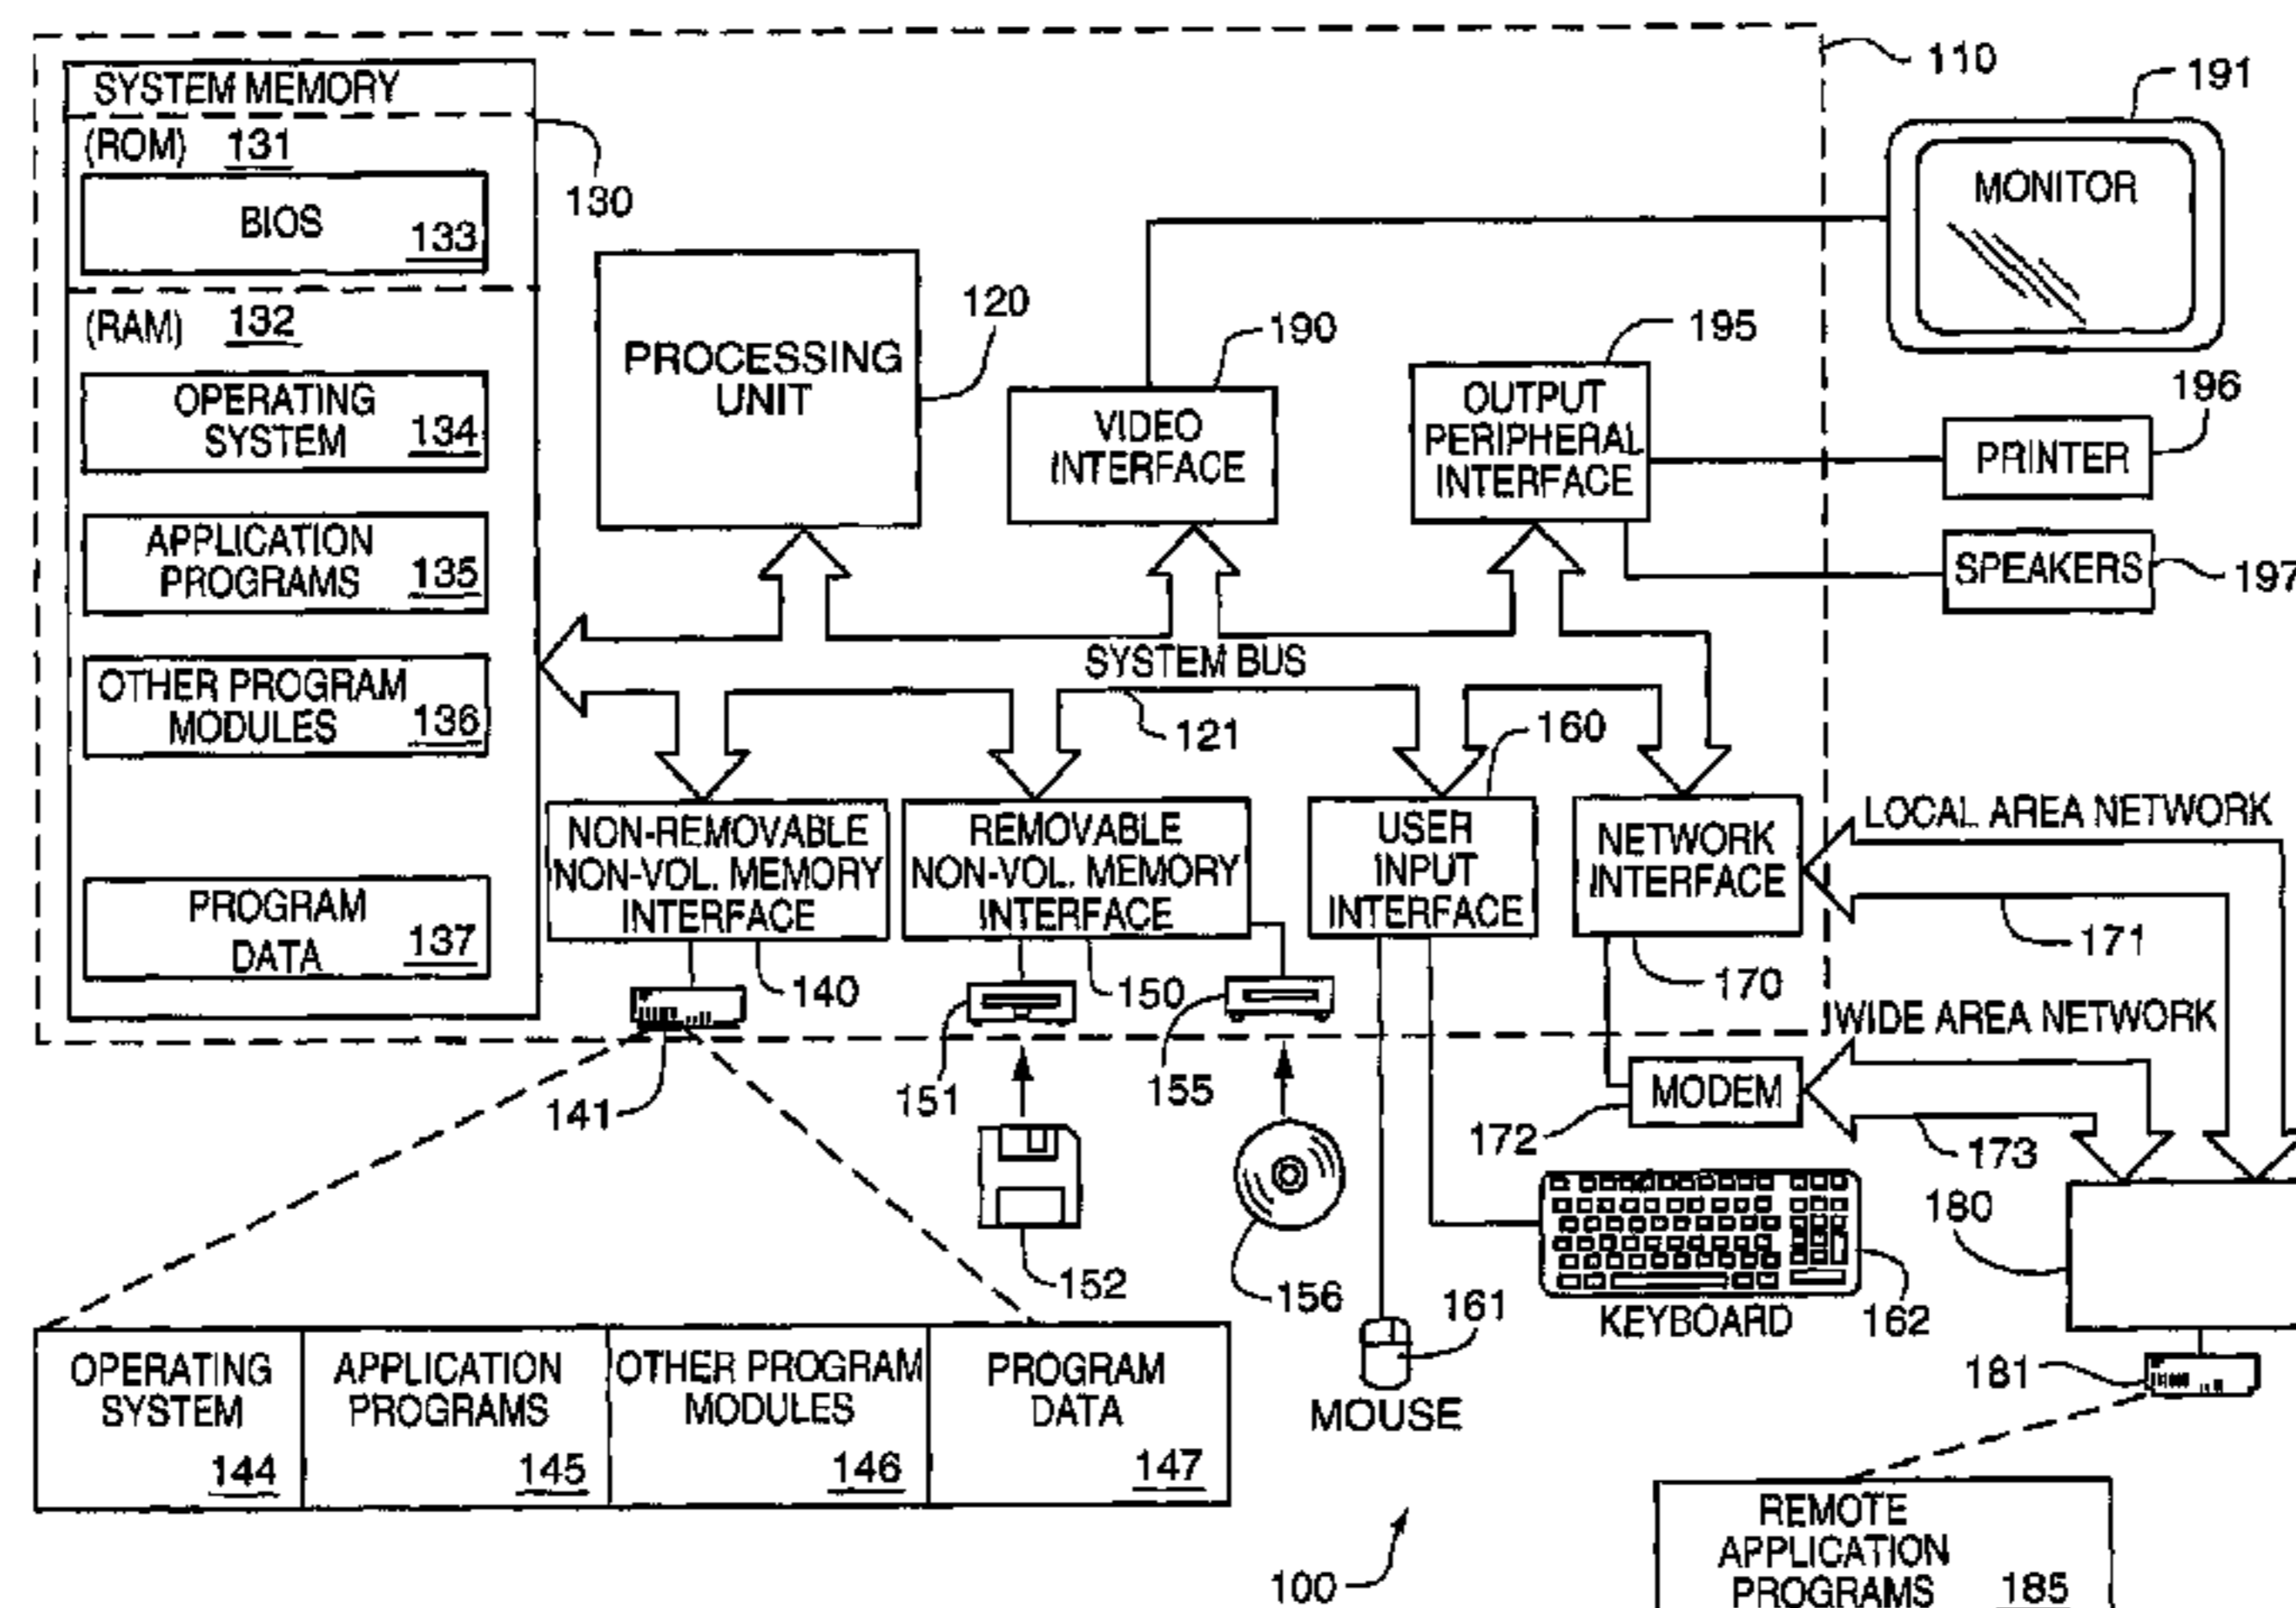 110
191
SYSTEM MEMORY
(ROM) 131
BIOS 133
130
MONITOR
(RAM) 132
OPERATING
SYSTEM 134
APPLICATION
PROGRAMS 135
OTHER PROGRAM
MODULES 136
PROGRAM
DATA 137
PROCESSING
UNIT
120
190
VIDEO
INTERFACE
195
OUTPUT
PERIPHERAL
INTERFACE
196
PRINTER
SPEAKERS
197
SYSTEM BUS
121
160
NON-REMOVABLE
NON-VOL. MEMORY
INTERFACE
140
REMOVABLE
NON-VOL. MEMORY
INTERFACE
150
USER
INPUT
INTERFACE
NETWORK
INTERFACE
170
LOCAL AREA NETWORK
171
WIDE AREA NETWORK
141
151
155
MODEM
172
173
152
156
161
MOUSE
KEYBOARD
162
180
181
OPERATING
SYSTEM
144
APPLICATION
PROGRAMS
145
OTHER PROGRAM
MODULES
146
PROGRAM
DATA
147
100
REMOTE
APPLICATION
PROGRAMS 185